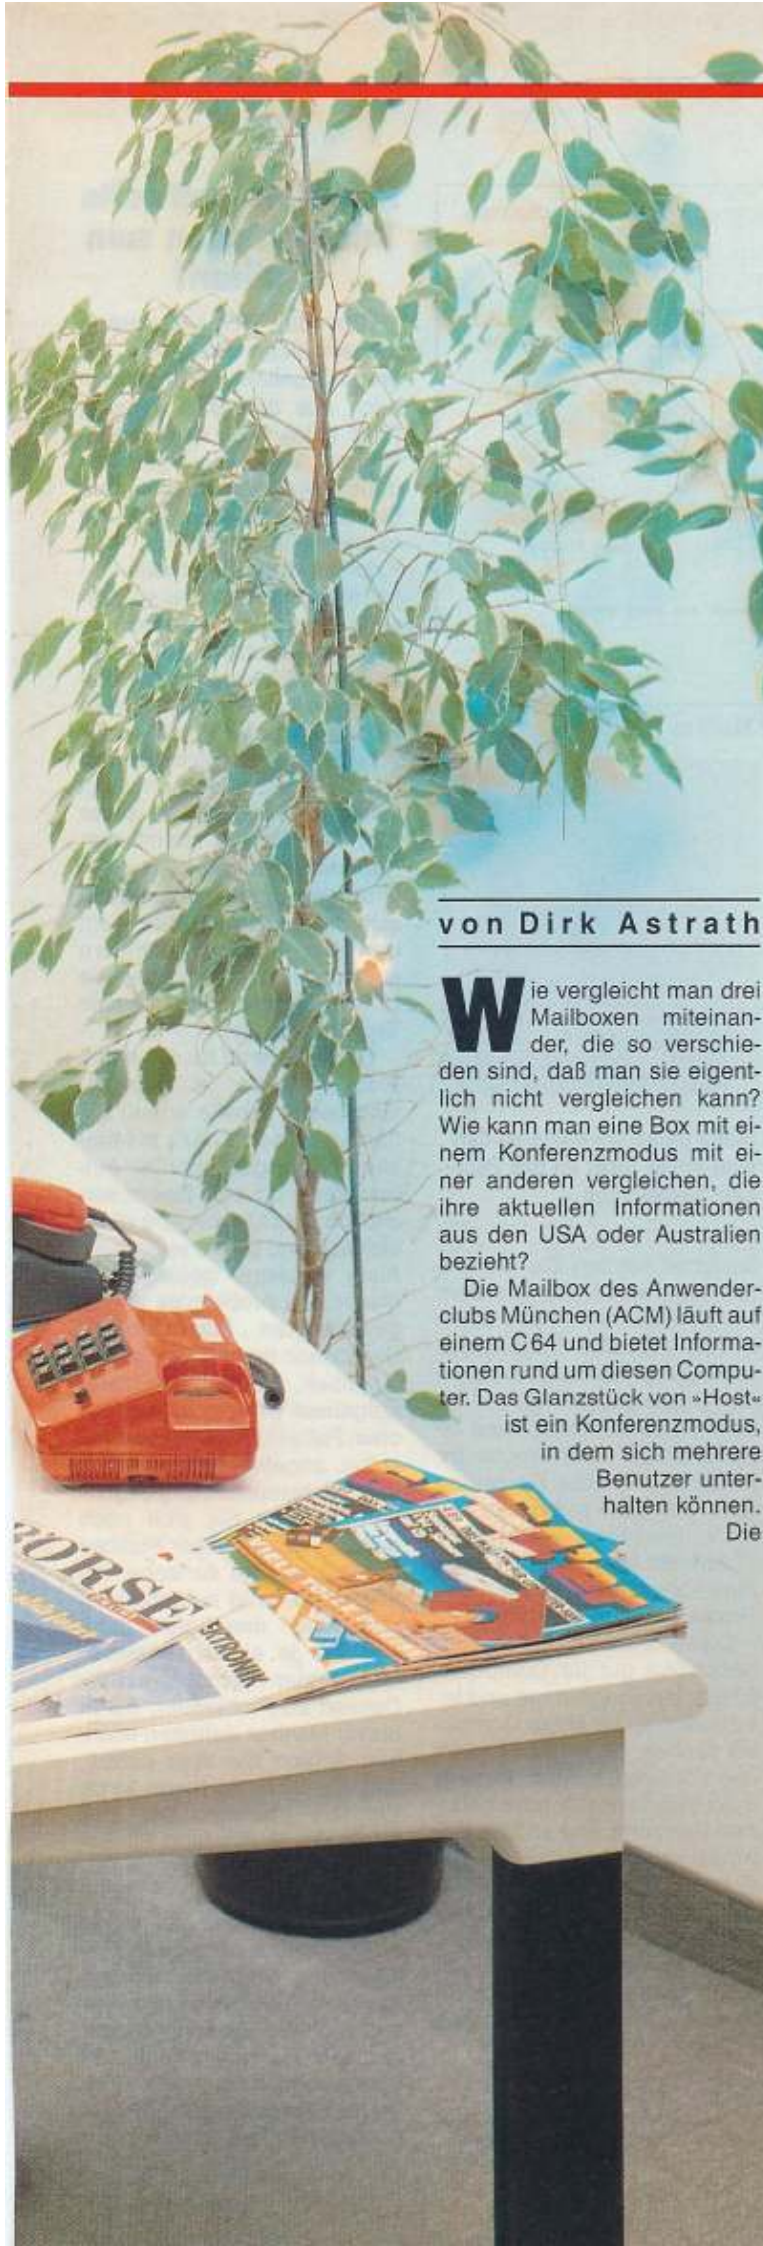 von Dirk Astrath
Wie vergleicht man drei
Mailboxen miteinan-
der, die so verschie-
den sind, daß man sie eigent-
lich nicht vergleichen kann?
Wie kann man eine Box mit ei-
nem Konferenzmodus mit ei-
ner anderen vergleichen, die
ihre aktuellen Informationen
aus den USA oder Australien
bezieht?
Die Mailbox des Anwender-
clubs München (ACM) läuft auf
einem C64 und bietet Informa-
tionen rund um diesen Compu-
ter. Das Glanzstück von »Host«
ist ein Konferenzmodus,
in dem sich mehrere
Benutzer unter-
halten können.
Die
BÖRSE